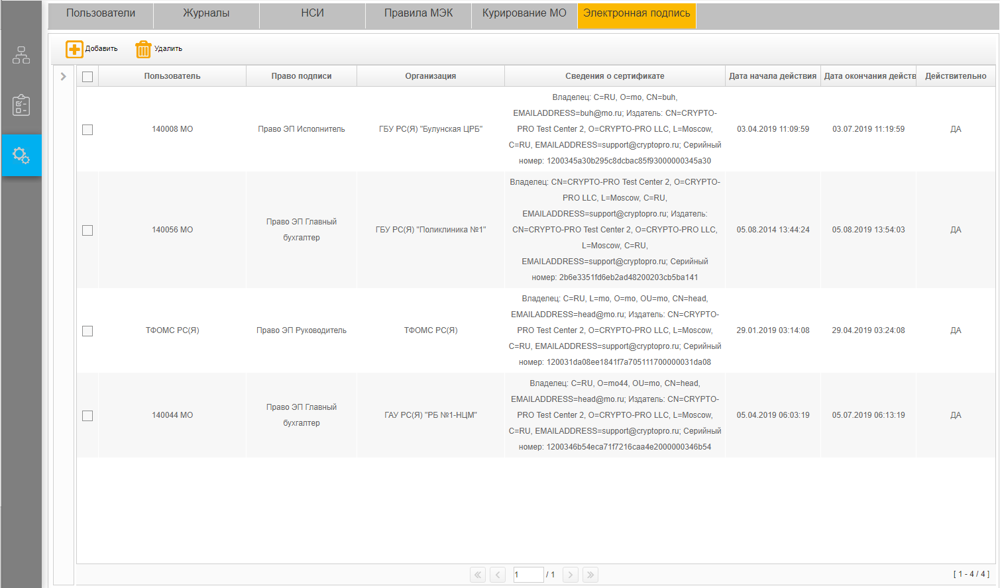 Пользователи
Журналы
НСИ
Правила МЭК
Курирование МО
Электронная подпись
Добавить
Удалить
Пользователь
Право подписи
Организация
Сведения о сертификате
Дата начала действия
Дата окончания действ
Действительно
140008 МО
Право ЭП Исполнитель
ГБУ РС(Я) "Булунская ЦРБ"
Владелец: C=RU, O=mo, CN=buh,
EMAILADDRESS=buh@mo.ru; Издатель: CN=CRYPTO-
PRO Test Center 2, O=CRYPTO-PRO LLC, L=Moscow,
C=RU, EMAILADDRESS=support@cryptopro.ru; Серийный
номер: 1200345a30b295c8dcbac85f93000000345a30
03.04.2019 11:09:59
03.07.2019 11:19:59
ДА
140056 МО
Право ЭП Главный
бухгалтер
ГБУ РС(Я) "Поликлиника №1"
Владелец: CN=CRYPTO-PRO Test Center 2, O=CRYPTO-
PRO LLC, L=Moscow, C=RU,
EMAILADDRESS=support@cryptopro.ru; Издатель:
CN=CRYPTO-PRO Test Center 2, O=CRYPTO-PRO LLC,
L=Moscow, C=RU,
EMAILADDRESS=support@cryptopro.ru; Серийный
номер: 2b6e3351fd6eb2ad48200203cb5ba141
05.08.2014 13:44:24
05.08.2019 13:54:03
ДА
ТФОМС РС(Я)
Право ЭП Руководитель
ТФОМС РС(Я)
Владелец: C=RU, L=mo, O=mo, OU=mo, CN=head,
EMAILADDRESS=head@mo.ru; Издатель: CN=CRYPTO-
PRO Test Center 2, O=CRYPTO-PRO LLC, L=Moscow,
C=RU, EMAILADDRESS=support@cryptopro.ru; Серийный
номер: 120031da08ee1841f7a705111700000031da08
29.01.2019 03:14:08
29.04.2019 03:24:08
ДА
140044 МО
Право ЭП Главный
бухгалтер
ГАУ РС(Я) "РБ №1-НЦМ"
Владелец: C=RU, O=mo44, OU=mo, CN=head,
EMAILADDRESS=head@mo.ru; Издатель: CN=CRYPTO-
PRO Test Center 2, O=CRYPTO-PRO LLC, L=Moscow,
C=RU, EMAILADDRESS=support@cryptopro.ru; Серийный
номер: 1200346b54eca71f7216caa4e2000000346b54
05.04.2019 06:03:19
05.07.2019 06:13:19
ДА
1 / 1
[ 1 - 4 / 4 ]